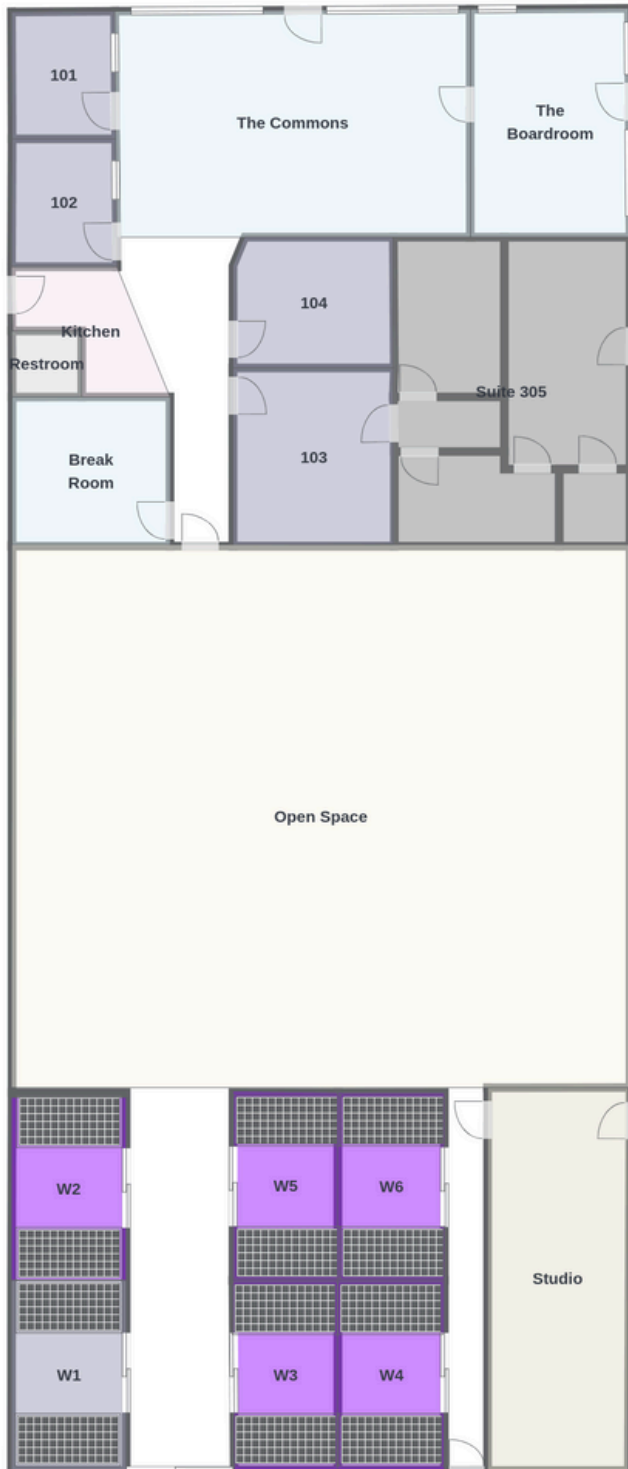 101
The Commons
The
Boardroom
102
104
Kitchen
Restroom
Suite 305
Break
Room
103
Open Space
W2
W5
W6
Studio
W1
W3
W4